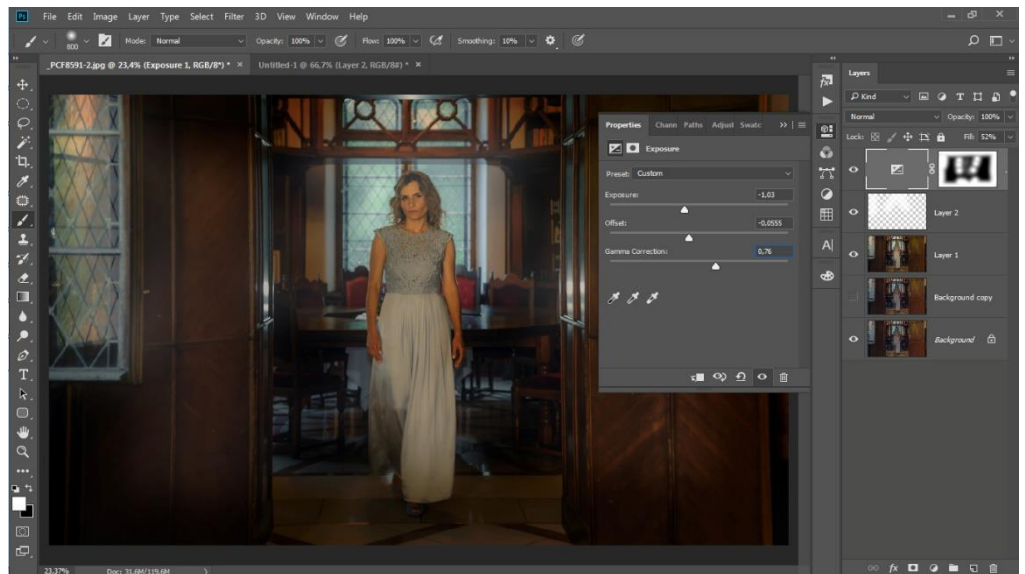 Ps File Edit Image Layer Type Select Filter 3D View Window Help
800 Mode: Normal Opacity: 100% Flow: 100% Smoothing: 10%
_PCF8591-2.jpg @ 23,4% (Exposure 1, RGB/8*) * × Untitled-1 @ 66,7% (Layer 2, RGB/8#) * ×
Properties Chann Paths Adjust Swatc
Exposure
Preset: Custom
Exposure: -1.03
Offset: -0.0555
Gamma Correction: 0,76
Layers
Kind
Normal Opacity: 100%
Lock: Fill: 52%
Layer 2
Layer 1
Background copy
Background
23,37% Doc: 31,6M/119,6M